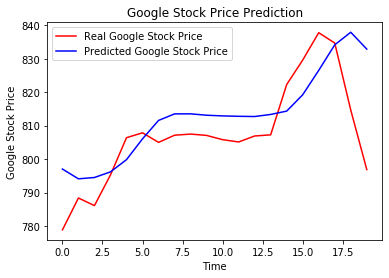 Google Stock Price Prediction
Real Google Stock Price
Predicted Google Stock Price
Google Stock Price
840
830
820
810
800
790
780
0.0 2.5 5.0 7.5 10.0 12.5 15.0 17.5
Time